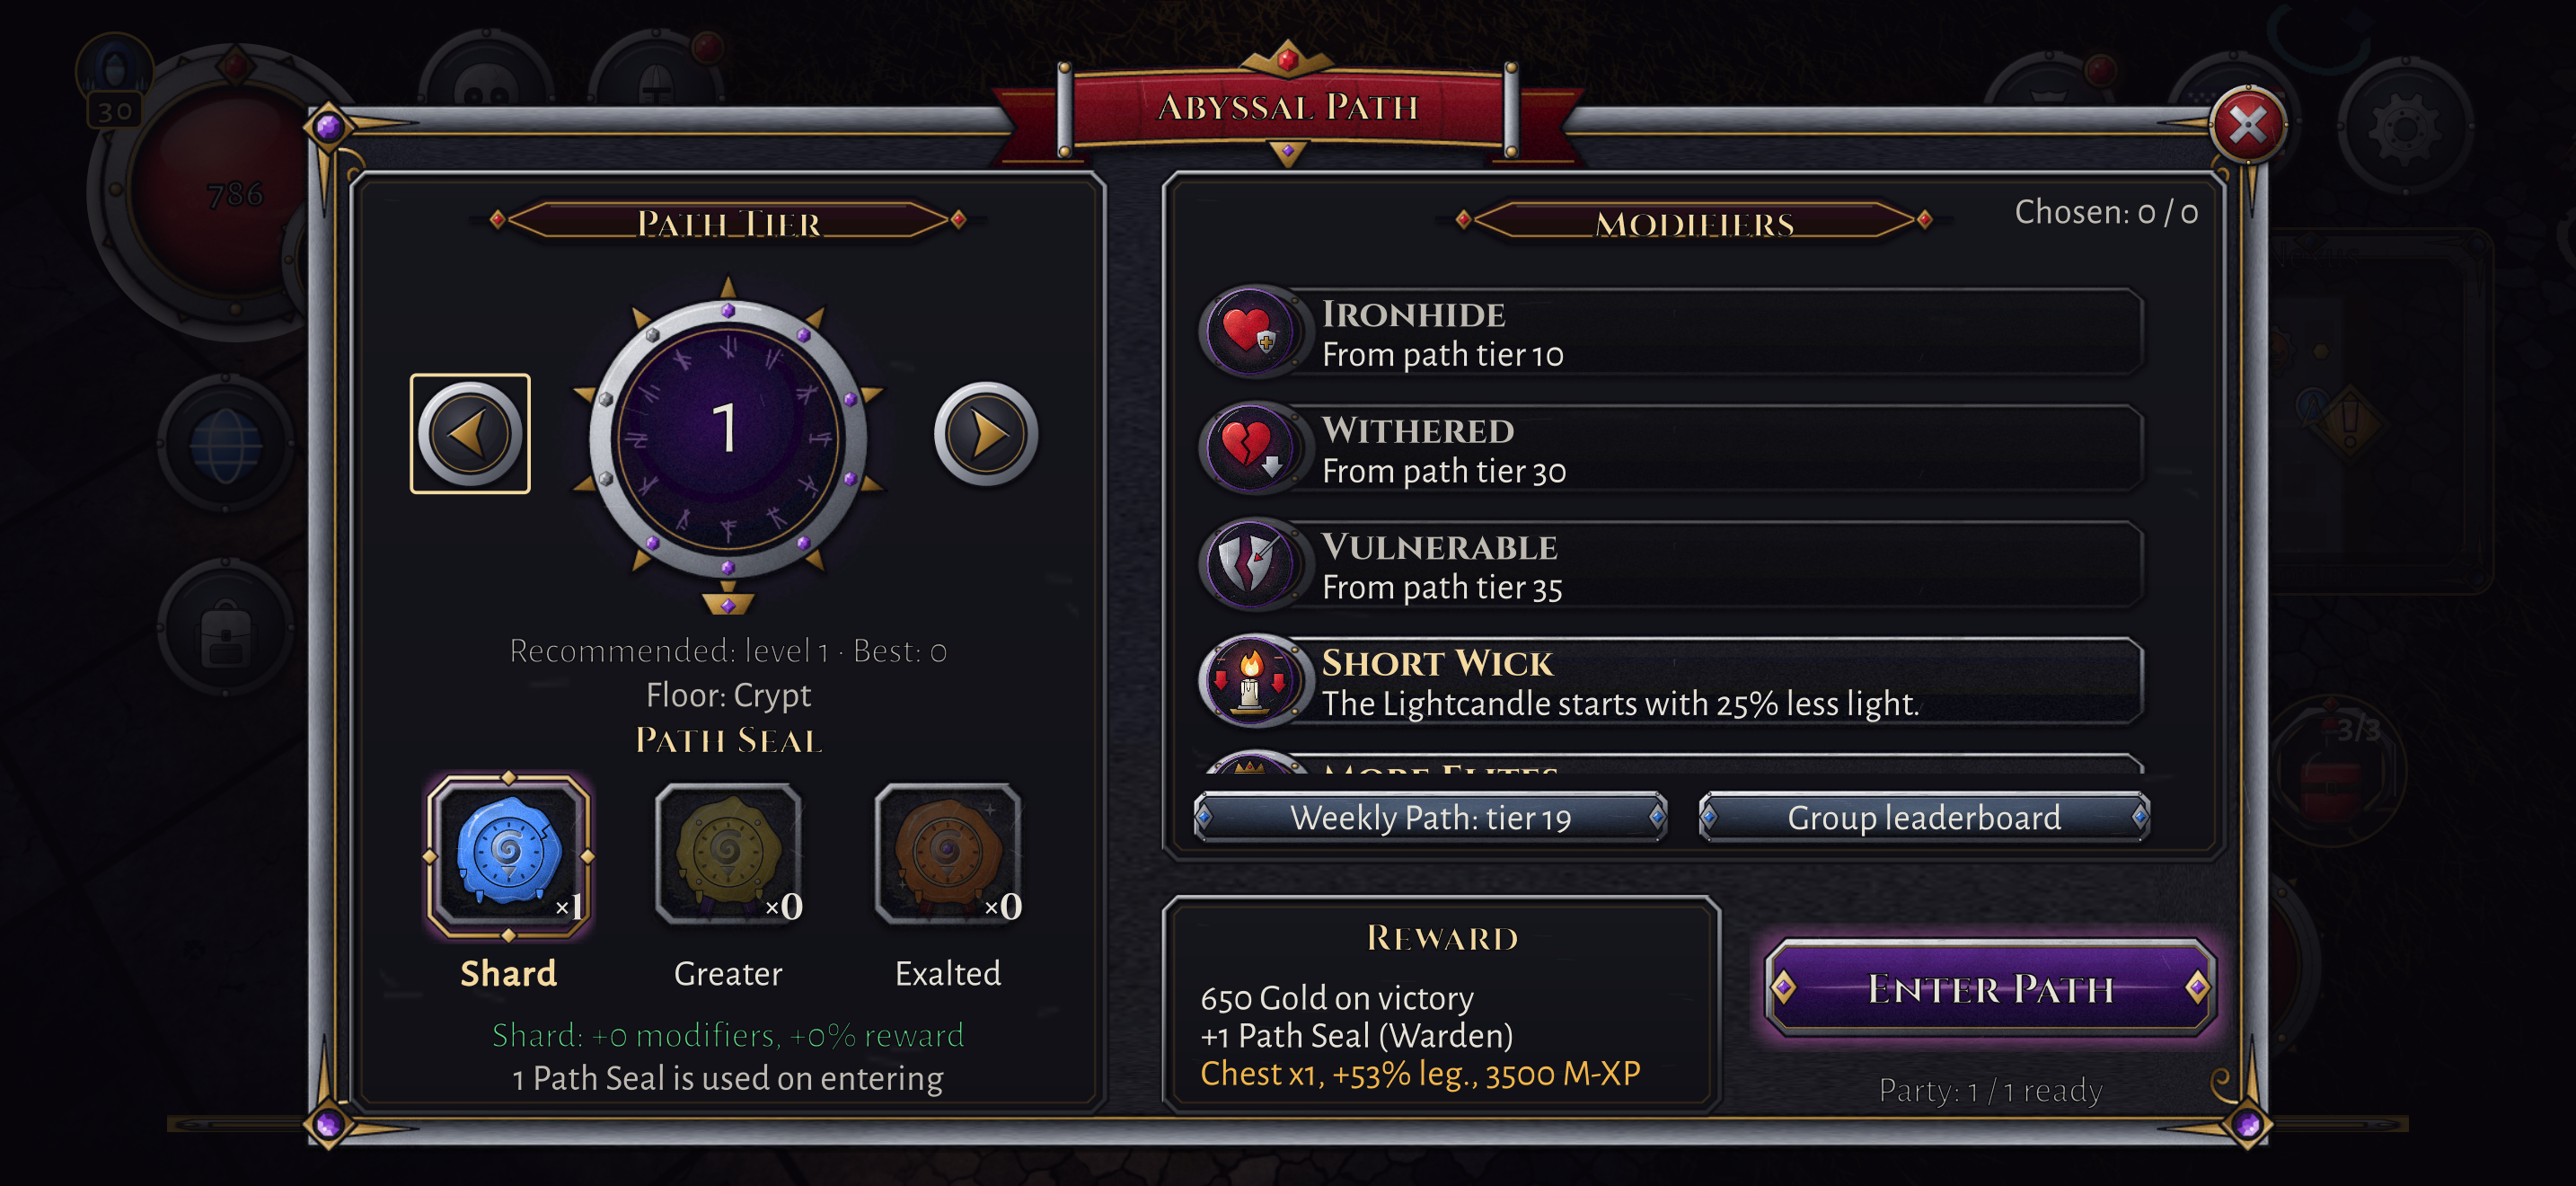 30
786
ABYSSAL PATH
PATH TIER
1
Recommended: level 1 · Best: 0
Floor: Crypt
PATH SEAL
×1
×0
×0
Shard
Greater
Exalted
Shard: +0 modifiers, +0% reward
1 Path Seal is used on entering
MODIFIERS
Chosen: 0 / 0
IRONHIDE
From path tier 10
WITHERED
From path tier 30
VULNERABLE
From path tier 35
SHORT WICK
The Lightcandle starts with 25% less light.
MORE ELITES
Weekly Path: tier 19
Group leaderboard
REWARD
650 Gold on victory
+1 Path Seal (Warden)
Chest x1, +53% leg., 3500 M-XP
ENTER PATH
Party: 1 / 1 ready
3/3